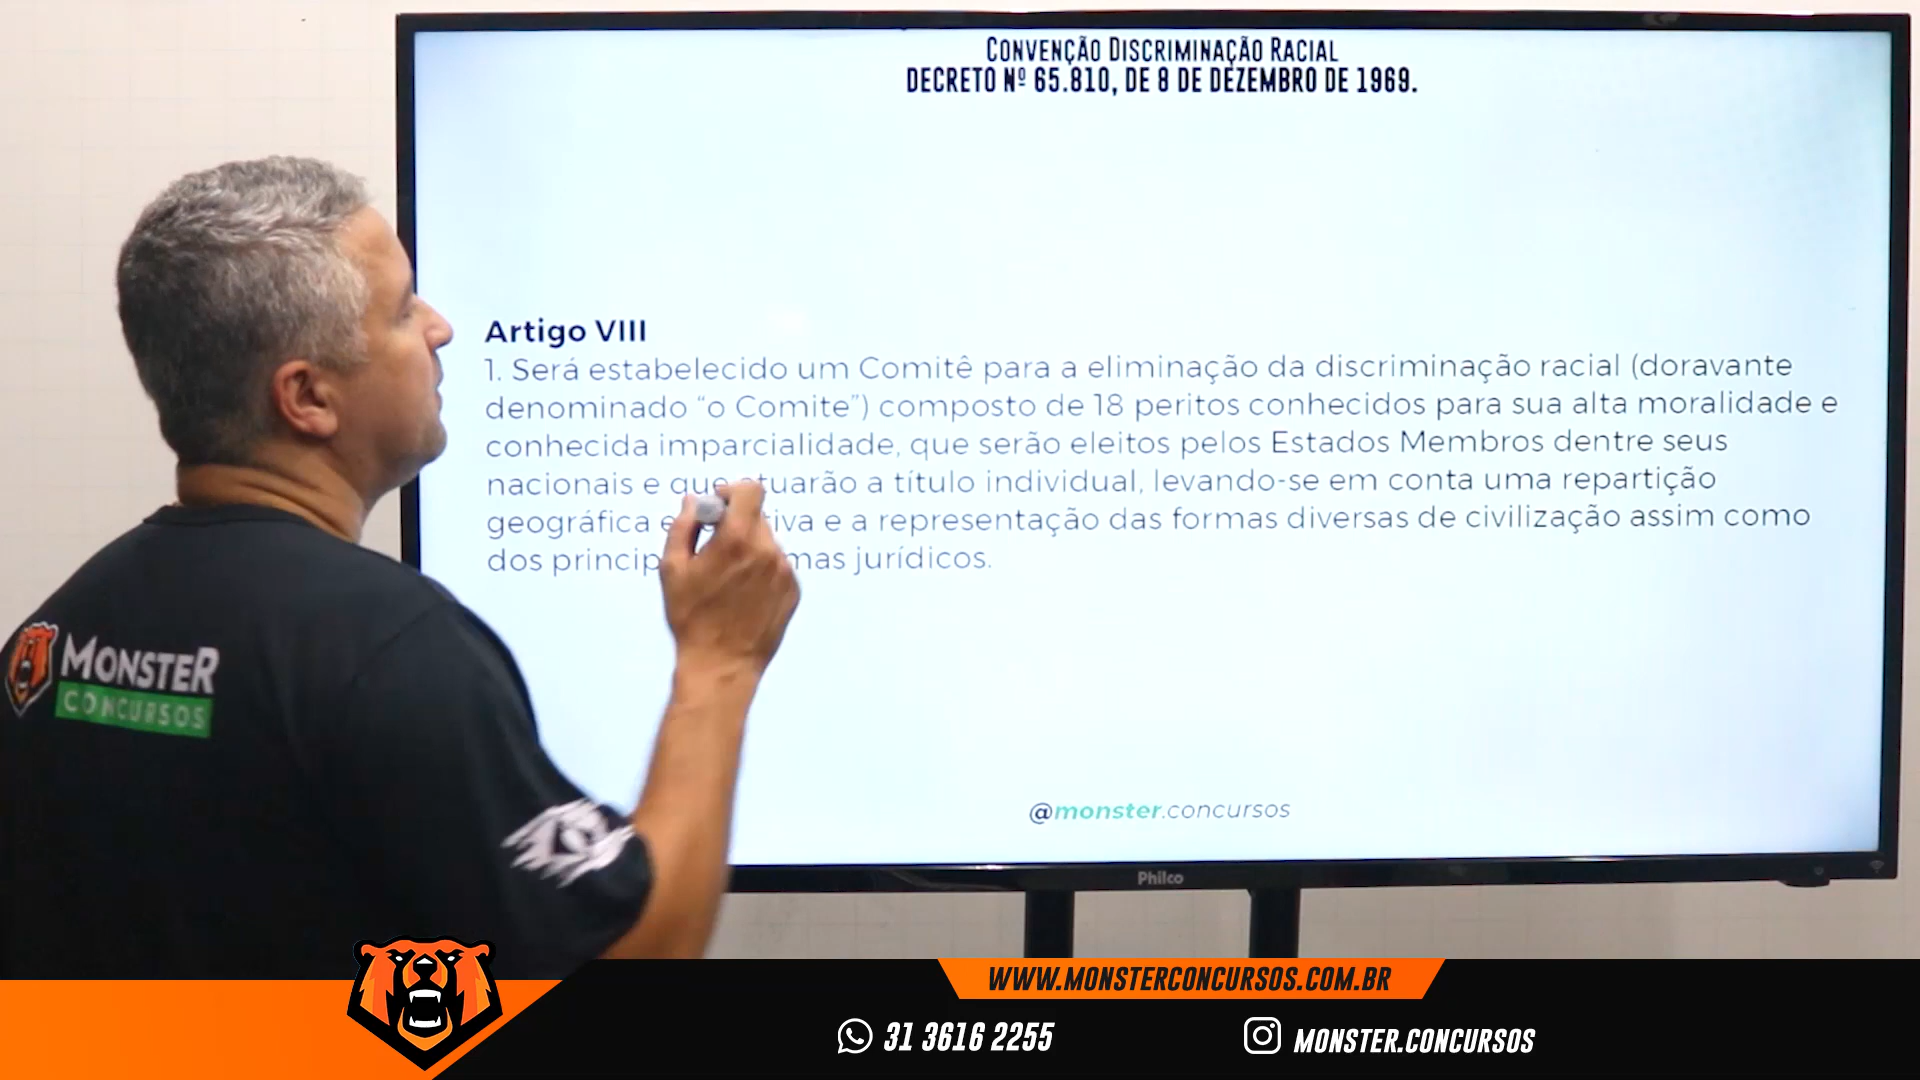 CONVENÇÃO DISCRIMINAÇÃO RACIAL
DECRETO Nº 65.810, DE 8 DE DEZEMBRO DE 1969.
Artigo VIII
1. Será estabelecido um Comitê para a eliminação da discriminação racial (doravante
denominado “o Comite”) composto de 18 peritos conhecidos para sua alta moralidade e
conhecida imparcialidade, que serão eleitos pelos Estados Membros dentre seus
nacionais e que atuarão a título individual, levando-se em conta uma repartição
geográfica e a representação das formas diversas de civilização assim como
dos jurídicos.
@monster.concursos
Philco
MONSTER
CONCURSOS
WWW.MONSTERCONCURSOS.COM.BR
31 3616 2255
MONSTER.CONCURSOS